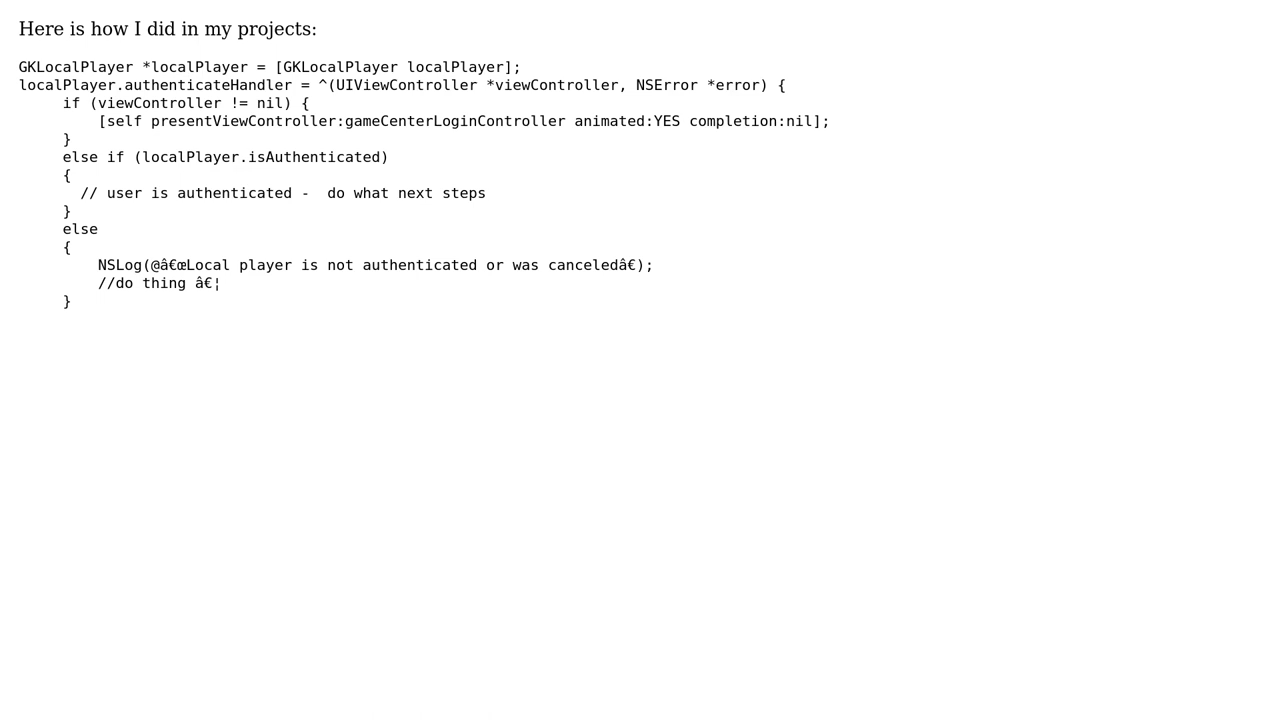 Here is how I did in my projects:
GKLocalPlayer *localPlayer = [GKLocalPlayer localPlayer];
localPlayer.authenticateHandler = ^(UIViewController *viewController, NSError *error) {
     if (viewController != nil) {
         [self presentViewController:gameCenterLoginController animated:YES completion:nil];
     }
     else if (localPlayer.isAuthenticated)
     {
       // user is authenticated -  do what next steps
     }
     else
     {
         NSLog(@â€œLocal player is not authenticated or was canceledâ€);
         //do thing â€¦
     }